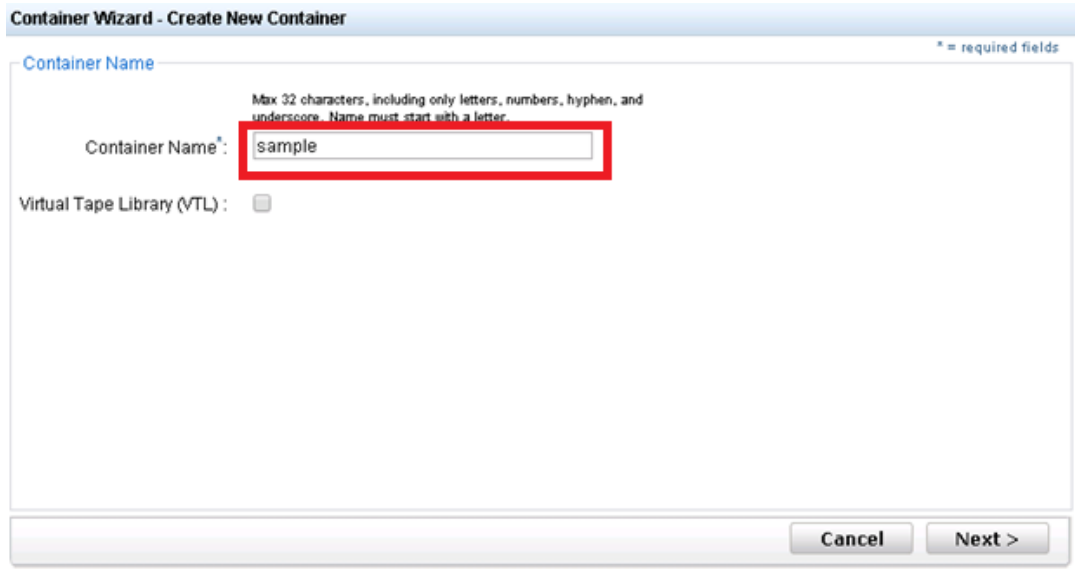 Container Wizard - Create New Container
* = required fields
Container Name
Max 32 characters, including only letters, numbers, hyphen, and
underscore. Name must start with a letter.
Container Name*: sample
Virtual Tape Library (VTL) :
Cancel Next >